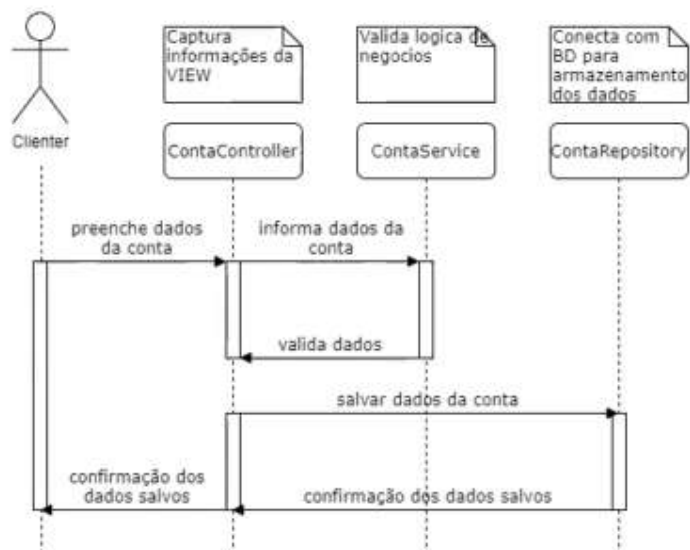 Captura
informações da
VIEW
Valida logica de
negocios
Conecta com
BD para
armazenamento
dos dados
Clienter
ContaController
ContaService
ContaRepository
preenche dados
da conta
informa dados da
conta
valida dados
salvar dados da conta
confirmação dos
dados salvos
confirmação dos dados salvos